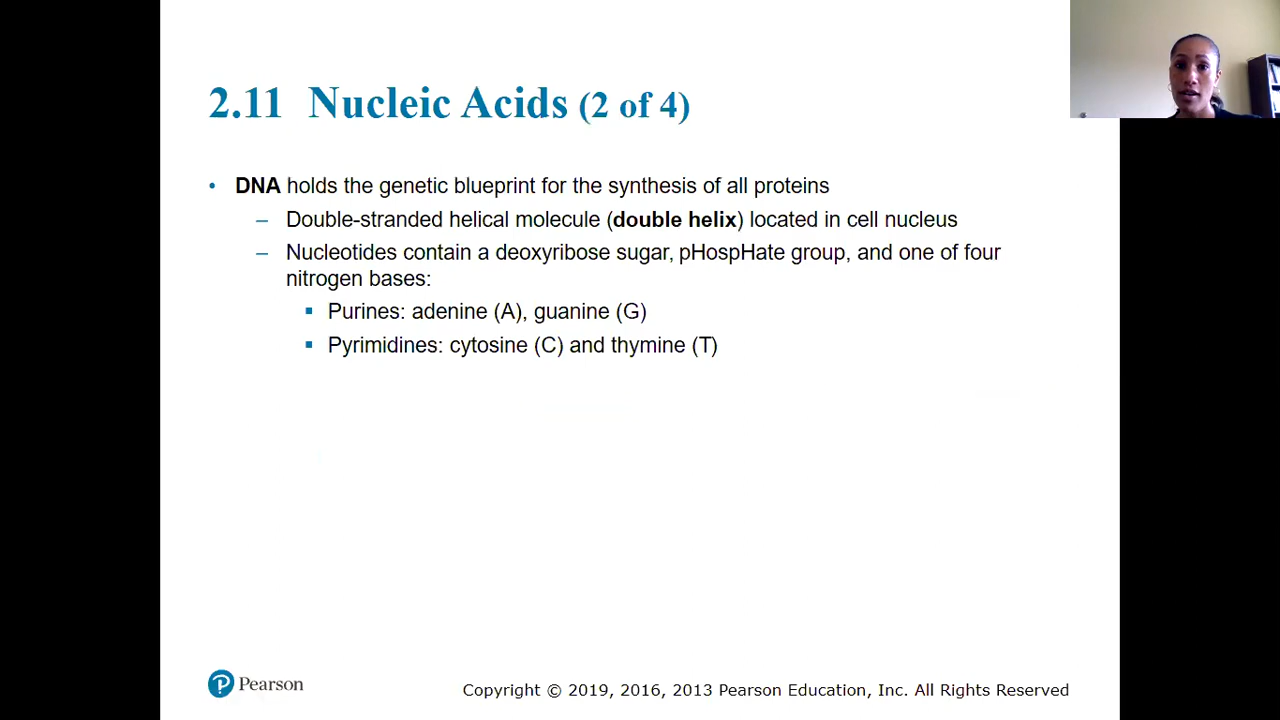 2.11 Nucleic Acids (2 of 4)
• DNA holds the genetic blueprint for the synthesis of all proteins
– Double-stranded helical molecule (double helix) located in cell nucleus
– Nucleotides contain a deoxyribose sugar, pHospHate group, and one of four
nitrogen bases:
▪ Purines: adenine (A), guanine (G)
▪ Pyrimidines: cytosine (C) and thymine (T)
P Pearson
Copyright © 2019, 2016, 2013 Pearson Education, Inc. All Rights Reserved